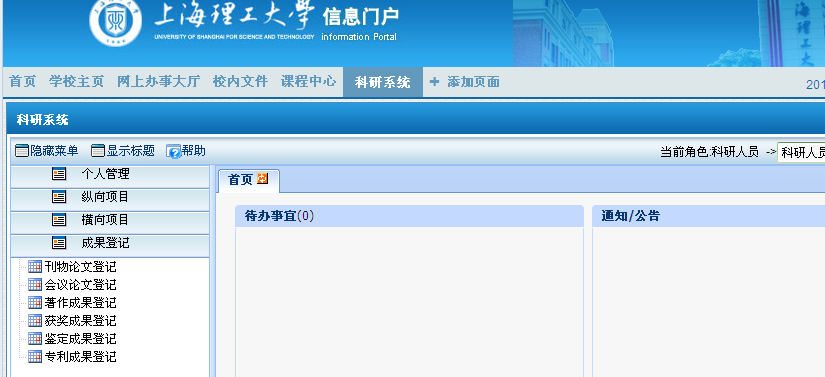 上海理工大学 信息门户
UNIVERSITY OF SHANGHAI FOR SCIENCE AND TECHNOLOGY information Portal
首页 学校主页 网上办事大厅 校内文件 课程中心 科研系统 添加页面
201
科研系统
隐藏菜单 显示标题 帮助 当前角色:科研人员 -> 科研人员
个人管理
首页
纵向项目
待办事宜(0) 通知/公告
横向项目
成果登记
刊物论文登记
会议论文登记
著作成果登记
获奖成果登记
鉴定成果登记
专利成果登记